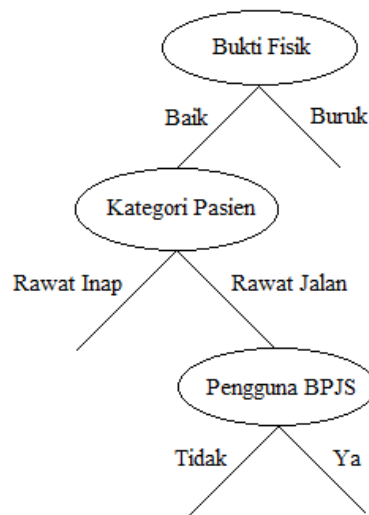 Bukti Fisik
Baik
Buruk
Kategori Pasien
Rawat Inap
Rawat Jalan
Pengguna BPJS
Tidak
Ya